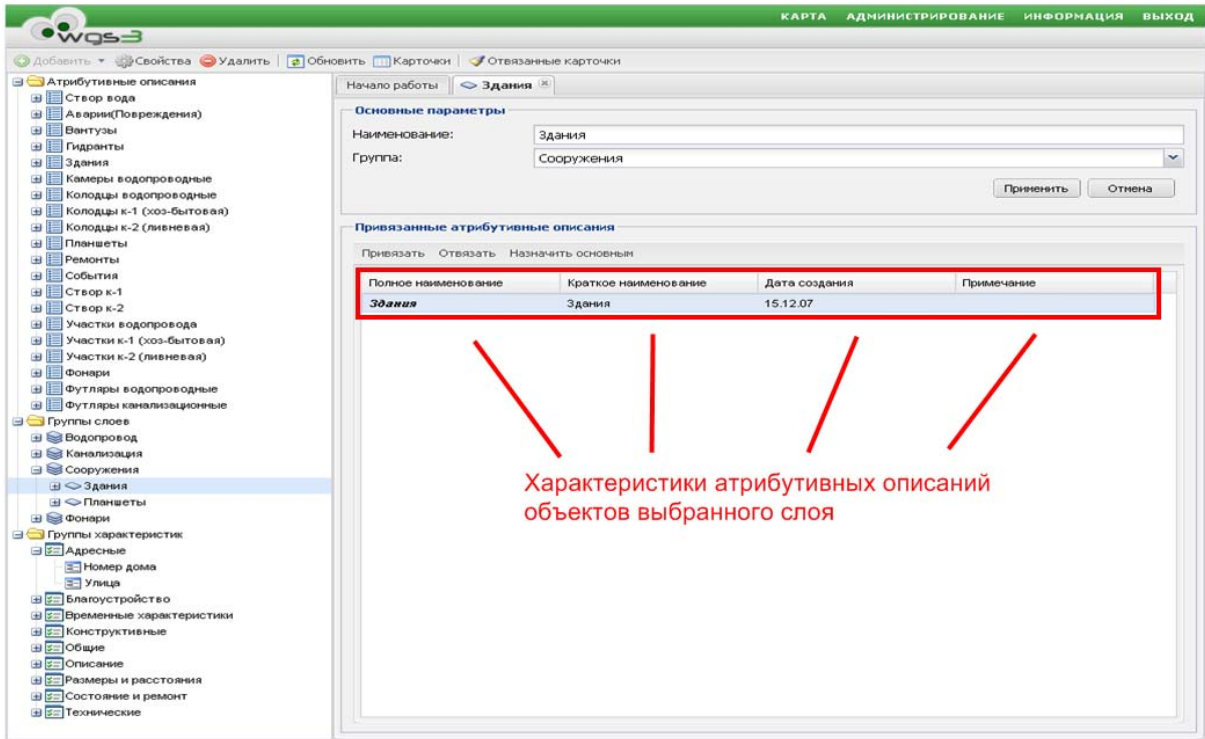 КАРТА АДМИНИСТРИРОВАНИЕ ИНФОРМАЦИЯ ВЫХОД
wgs3
Добавить Свойства Удалить Обновить Карточки Отвязанные карточки
Атрибутивные описания
Створ вода
Аварии(Повреждения)
Вантузы
Гидранты
Здания
Камеры водопроводные
Колодцы водопроводные
Колодцы к-1 (хоз-бытовая)
Колодцы к-2 (ливневая)
Планшеты
Ремонты
События
Створ к-1
Створ к-2
Участки водопровода
Участки к-1 (хоз-бытовая)
Участки к-2 (ливневая)
Фонари
Футляры водопроводные
Футляры канализационные
Группы слоев
Водопровод
Канализация
Сооружения
Здания
Планшеты
Фонари
Группы характеристик
Адресные
Номер дома
Улица
Благоустройство
Временные характеристики
Конструктивные
Общие
Описание
Размеры и расстояния
Состояние и ремонт
Технические
Начало работы Здания
Основные параметры
Наименование: Здания
Группа: Сооружения
Применить Отмена
Привязанные атрибутивные описания
Привязать Отвязать Назначить основным
Полное наименование Краткое наименование Дата создания Примечание
Здания Здания 15.12.07
Характеристики атрибутивных описаний
объектов выбранного слоя